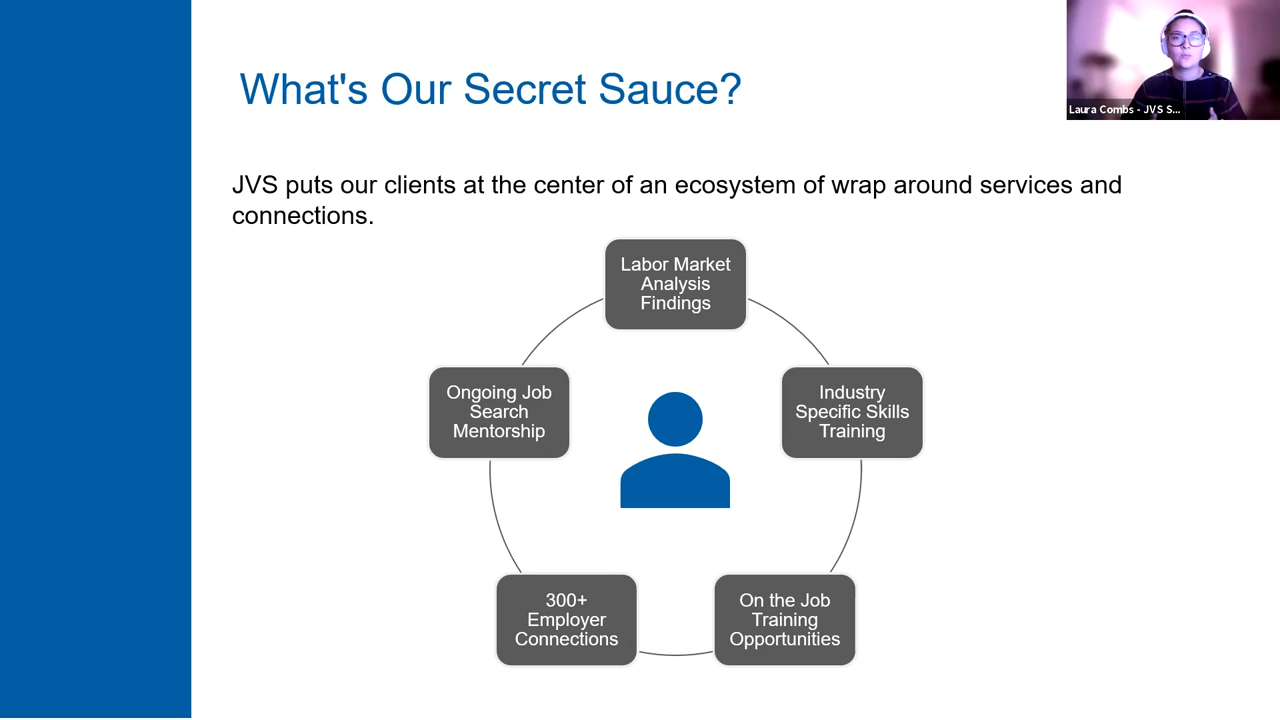 What's Our Secret Sauce?
Laura Combs - JVS S...
JVS puts our clients at the center of an ecosystem of wrap around services and
connections.
Labor Market
Analysis
Findings
Ongoing Job
Search
Mentorship
Industry
Specific Skills
Training
300+
Employer
Connections
On the Job
Training
Opportunities